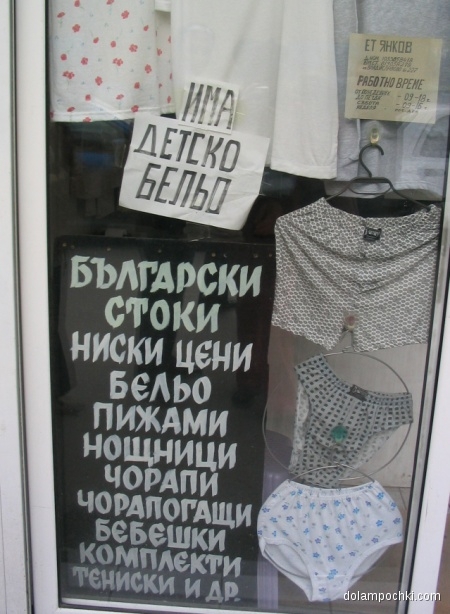 ИМА
ДЕТСКО
БЕЛЬО
ЕТ ЯНКОВ
РАБОТНО ВРЕМЕ
БЪЛГАРСКИ
СТОКИ
НИСКИ ЦЕНИ
БЕЛЬО
ПИЖАМИ
НОЩНИЦИ
ЧОРАПИ
ЧОРАПОГАЩИ
БЕБЕШКИ
КОМПЛЕКТИ
ТЕНИСКИ И ДР.
dolampochki.com